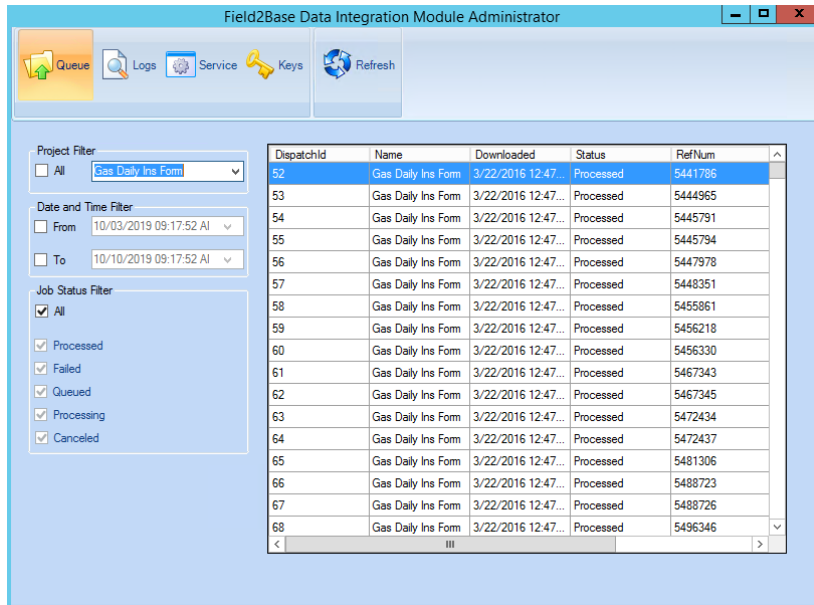 Field2Base Data Integration Module Administrator
Queue Logs Service Keys Refresh
Project Filter
All Gas Daily Ins Form
Date and Time Filter
From 10/03/2019 09:17:52 AI
To 10/10/2019 09:17:52 AI
Job Status Filter
All
Processed
Failed
Queued
Processing
Canceled
DispatchId Name Downloaded Status RefNum
52 Gas Daily Ins Form 3/22/2016 12:47... Processed 5441786
53 Gas Daily Ins Form 3/22/2016 12:47... Processed 5444965
54 Gas Daily Ins Form 3/22/2016 12:47... Processed 5445791
55 Gas Daily Ins Form 3/22/2016 12:47... Processed 5445794
56 Gas Daily Ins Form 3/22/2016 12:47... Processed 5447978
57 Gas Daily Ins Form 3/22/2016 12:47... Processed 5448351
58 Gas Daily Ins Form 3/22/2016 12:47... Processed 5455861
59 Gas Daily Ins Form 3/22/2016 12:47... Processed 5456218
60 Gas Daily Ins Form 3/22/2016 12:47... Processed 5456330
61 Gas Daily Ins Form 3/22/2016 12:47... Processed 5467343
62 Gas Daily Ins Form 3/22/2016 12:47... Processed 5467345
63 Gas Daily Ins Form 3/22/2016 12:47... Processed 5472434
64 Gas Daily Ins Form 3/22/2016 12:47... Processed 5472437
65 Gas Daily Ins Form 3/22/2016 12:47... Processed 5481306
66 Gas Daily Ins Form 3/22/2016 12:47... Processed 5488723
67 Gas Daily Ins Form 3/22/2016 12:47... Processed 5488726
68 Gas Daily Ins Form 3/22/2016 12:47... Processed 5496346